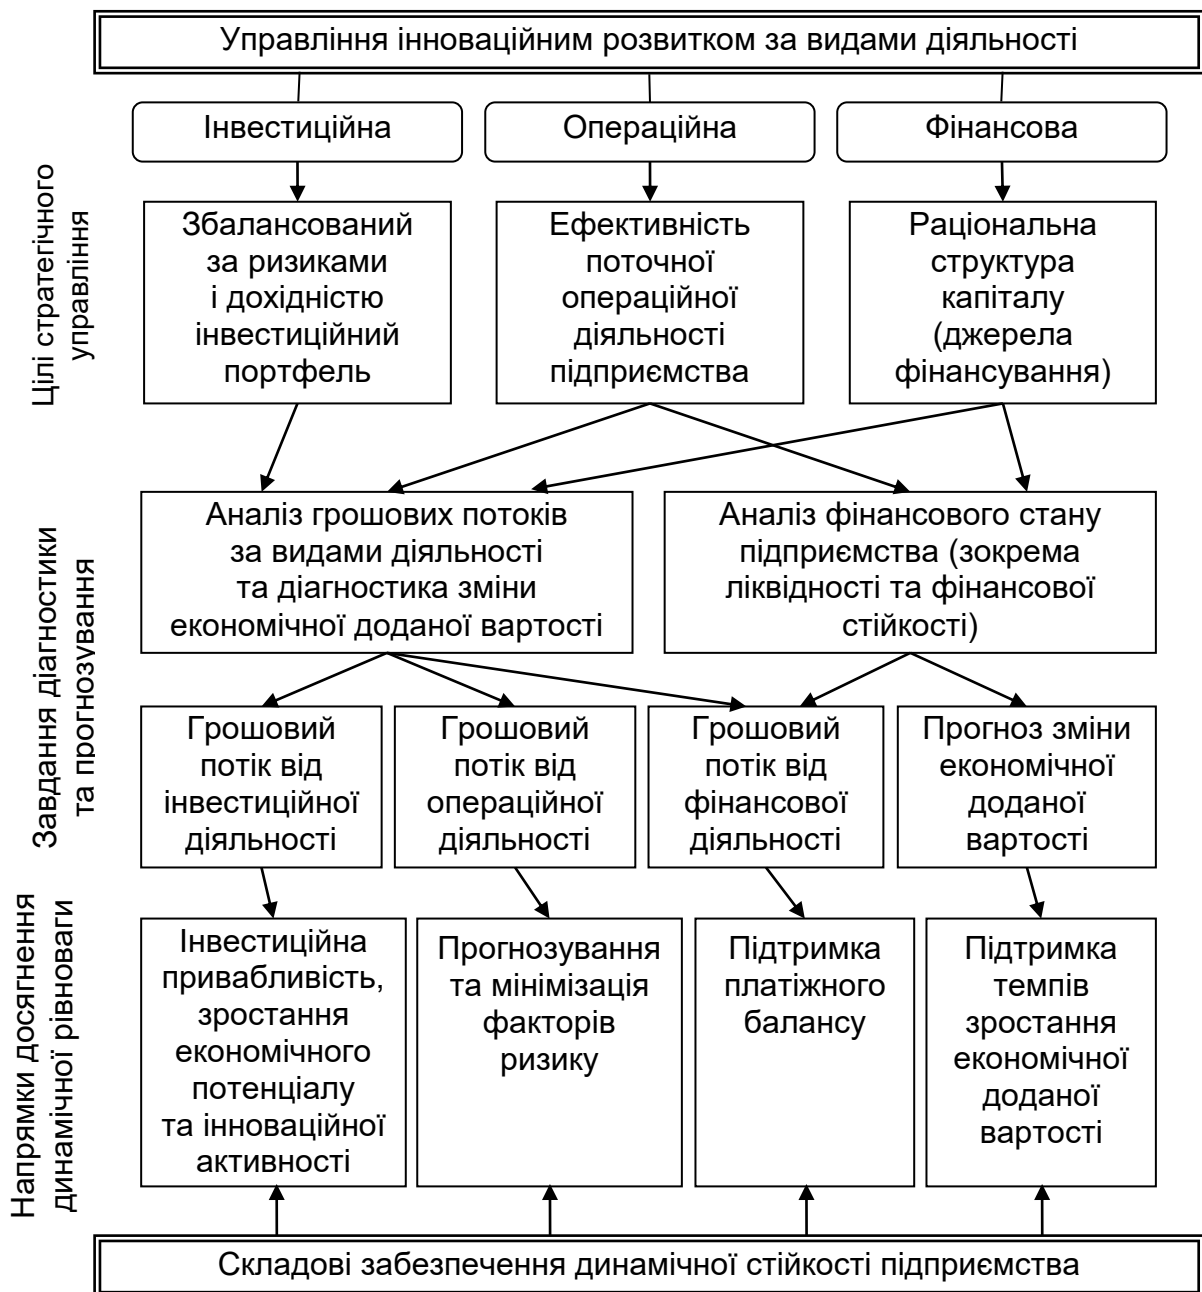 Управління інноваційним розвитком за видами діяльності
Інвестиційна
Операційна
Фінансова
Цілі стратегічного
управління
Збалансований
за ризиками
і дохідністю
інвестиційний
портфель
Ефективність
поточної
операційної
діяльності
підприємства
Раціональна
структура
капіталу
(джерела
фінансування)
Завдання діагностики
та прогнозування
Аналіз грошових потоків
за видами діяльності
та діагностика зміни
економічної доданої вартості
Аналіз фінансового стану
підприємства (зокрема
ліквідності та фінансової
стійкості)
Грошовий
потік від
інвестиційної
діяльності
Грошовий
потік від
операційної
діяльності
Грошовий
потік від
фінансової
діяльності
Прогноз зміни
економічної
доданої
вартості
Напрямки досягнення
динамічної рівноваги
Інвестиційна
привабливість,
зростання
економічного
потенціалу
та інноваційної
активності
Прогнозування
та мінімізація
факторів
ризику
Підтримка
платіжного
балансу
Підтримка
темпів
зростання
економічної
доданої
вартості
Складові забезпечення динамічної стійкості підприємства